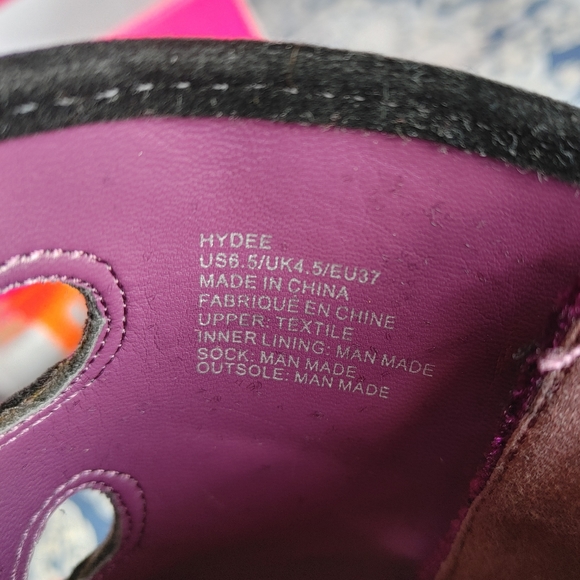 HYDEE
US6.5/UK4.5/EU37
MADE IN CHINA
FABRIQUÉ EN CHINE
UPPER: TEXTILE
INNER LINING: MAN MADE
SOCK: MAN MADE
OUTSOLE: MAN MADE